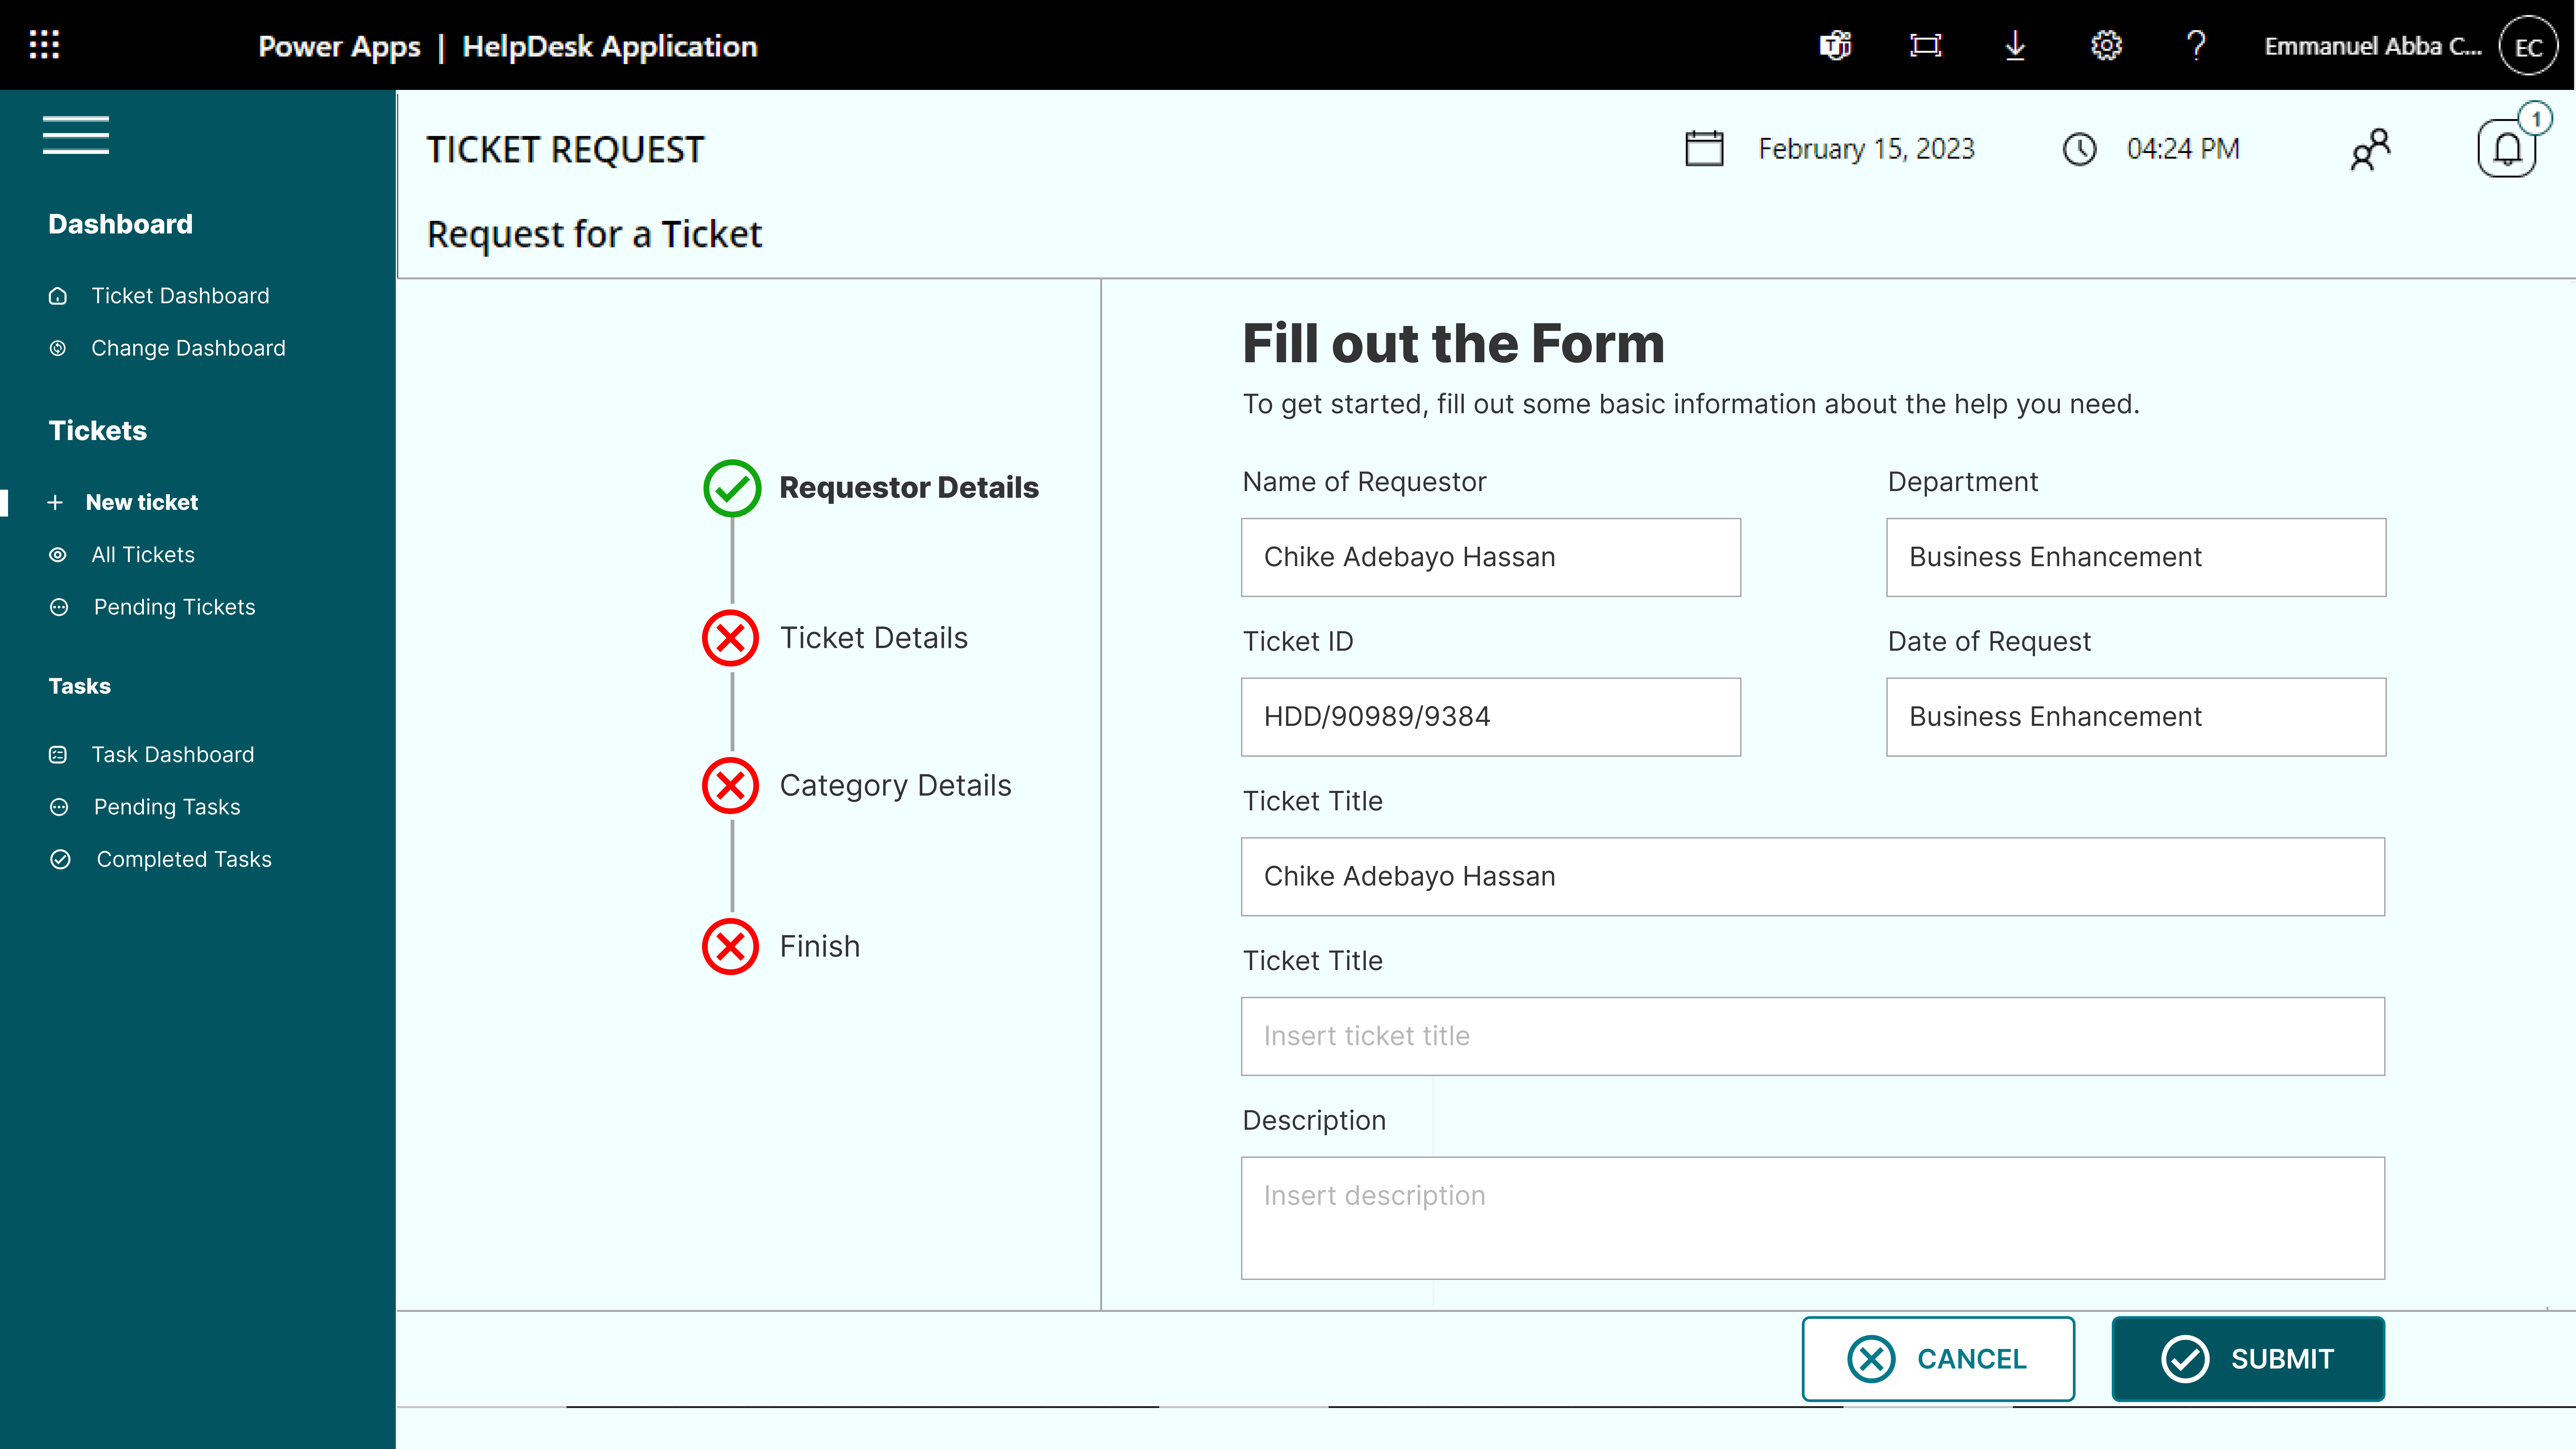 Power Apps | HelpDesk Application
Emmanuel Abba C...
EC
TICKET REQUEST
February 15, 2023
04:24 PM
1
Request for a Ticket
Dashboard
Ticket Dashboard
Change Dashboard
Tickets
New ticket
All Tickets
Pending Tickets
Tasks
Task Dashboard
Pending Tasks
Completed Tasks
Requestor Details
Ticket Details
Category Details
Finish
Fill out the Form
To get started, fill out some basic information about the help you need.
Name of Requestor
Chike Adebayo Hassan
Department
Business Enhancement
Ticket ID
HDD/90989/9384
Date of Request
Business Enhancement
Ticket Title
Chike Adebayo Hassan
Ticket Title
Insert ticket title
Description
Insert description
CANCEL
SUBMIT